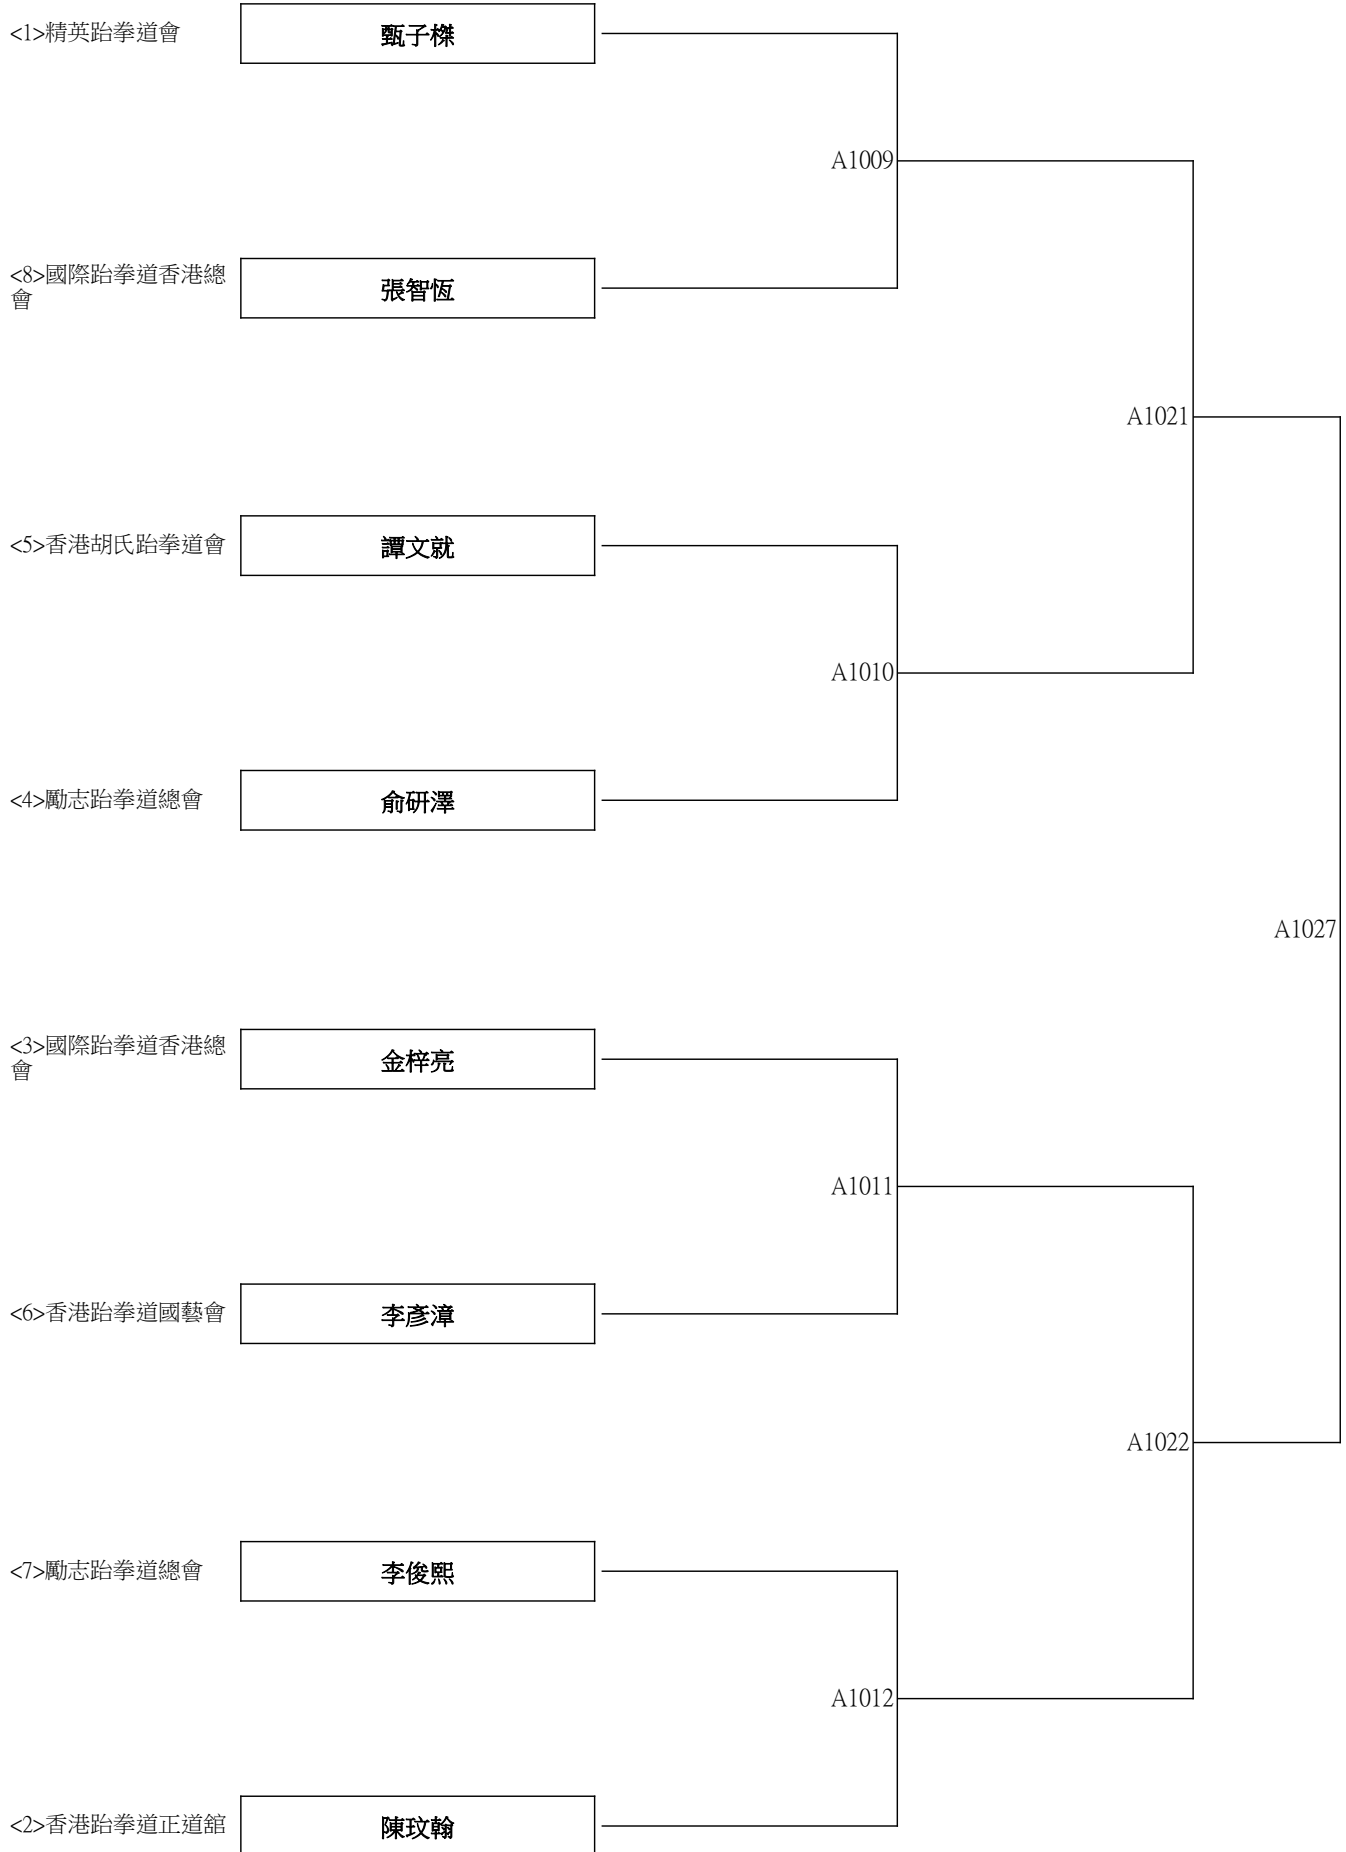 <1>精英跆拳道會
甄子榤
A1009
<8>國際跆拳道香港總
會
張智恆
A1021
<5>香港胡氏跆拳道會
譚文就
A1010
<4>勵志跆拳道總會
俞研澤
A1027
<3>國際跆拳道香港總
會
金梓亮
A1011
<6>香港跆拳道國藝會
李彥漳
A1022
<7>勵志跆拳道總會
李俊熙
A1012
<2>香港跆拳道正道舘
陳玟翰